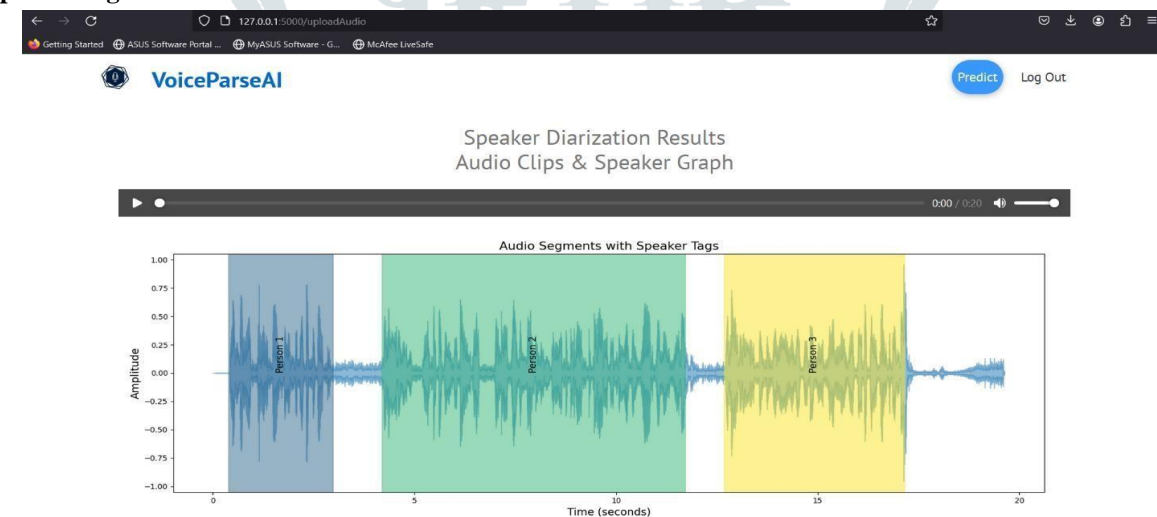 127.0.0.1:5000/uploadAudio
Getting Started ASUS Software Portal ... MyASUS Software - G... McAfee LiveSafe
VoiceParseAI
Predict Log Out
Speaker Diarization Results
Audio Clips & Speaker Graph
0:00 / 0:20
Audio Segments with Speaker Tags
1.00
0.75
0.50
0.25
0.00
−0.25
−0.50
−0.75
−1.00
Amplitude
Person 1
Person 2
Person 3
0 5 10 15 20
Time (seconds)